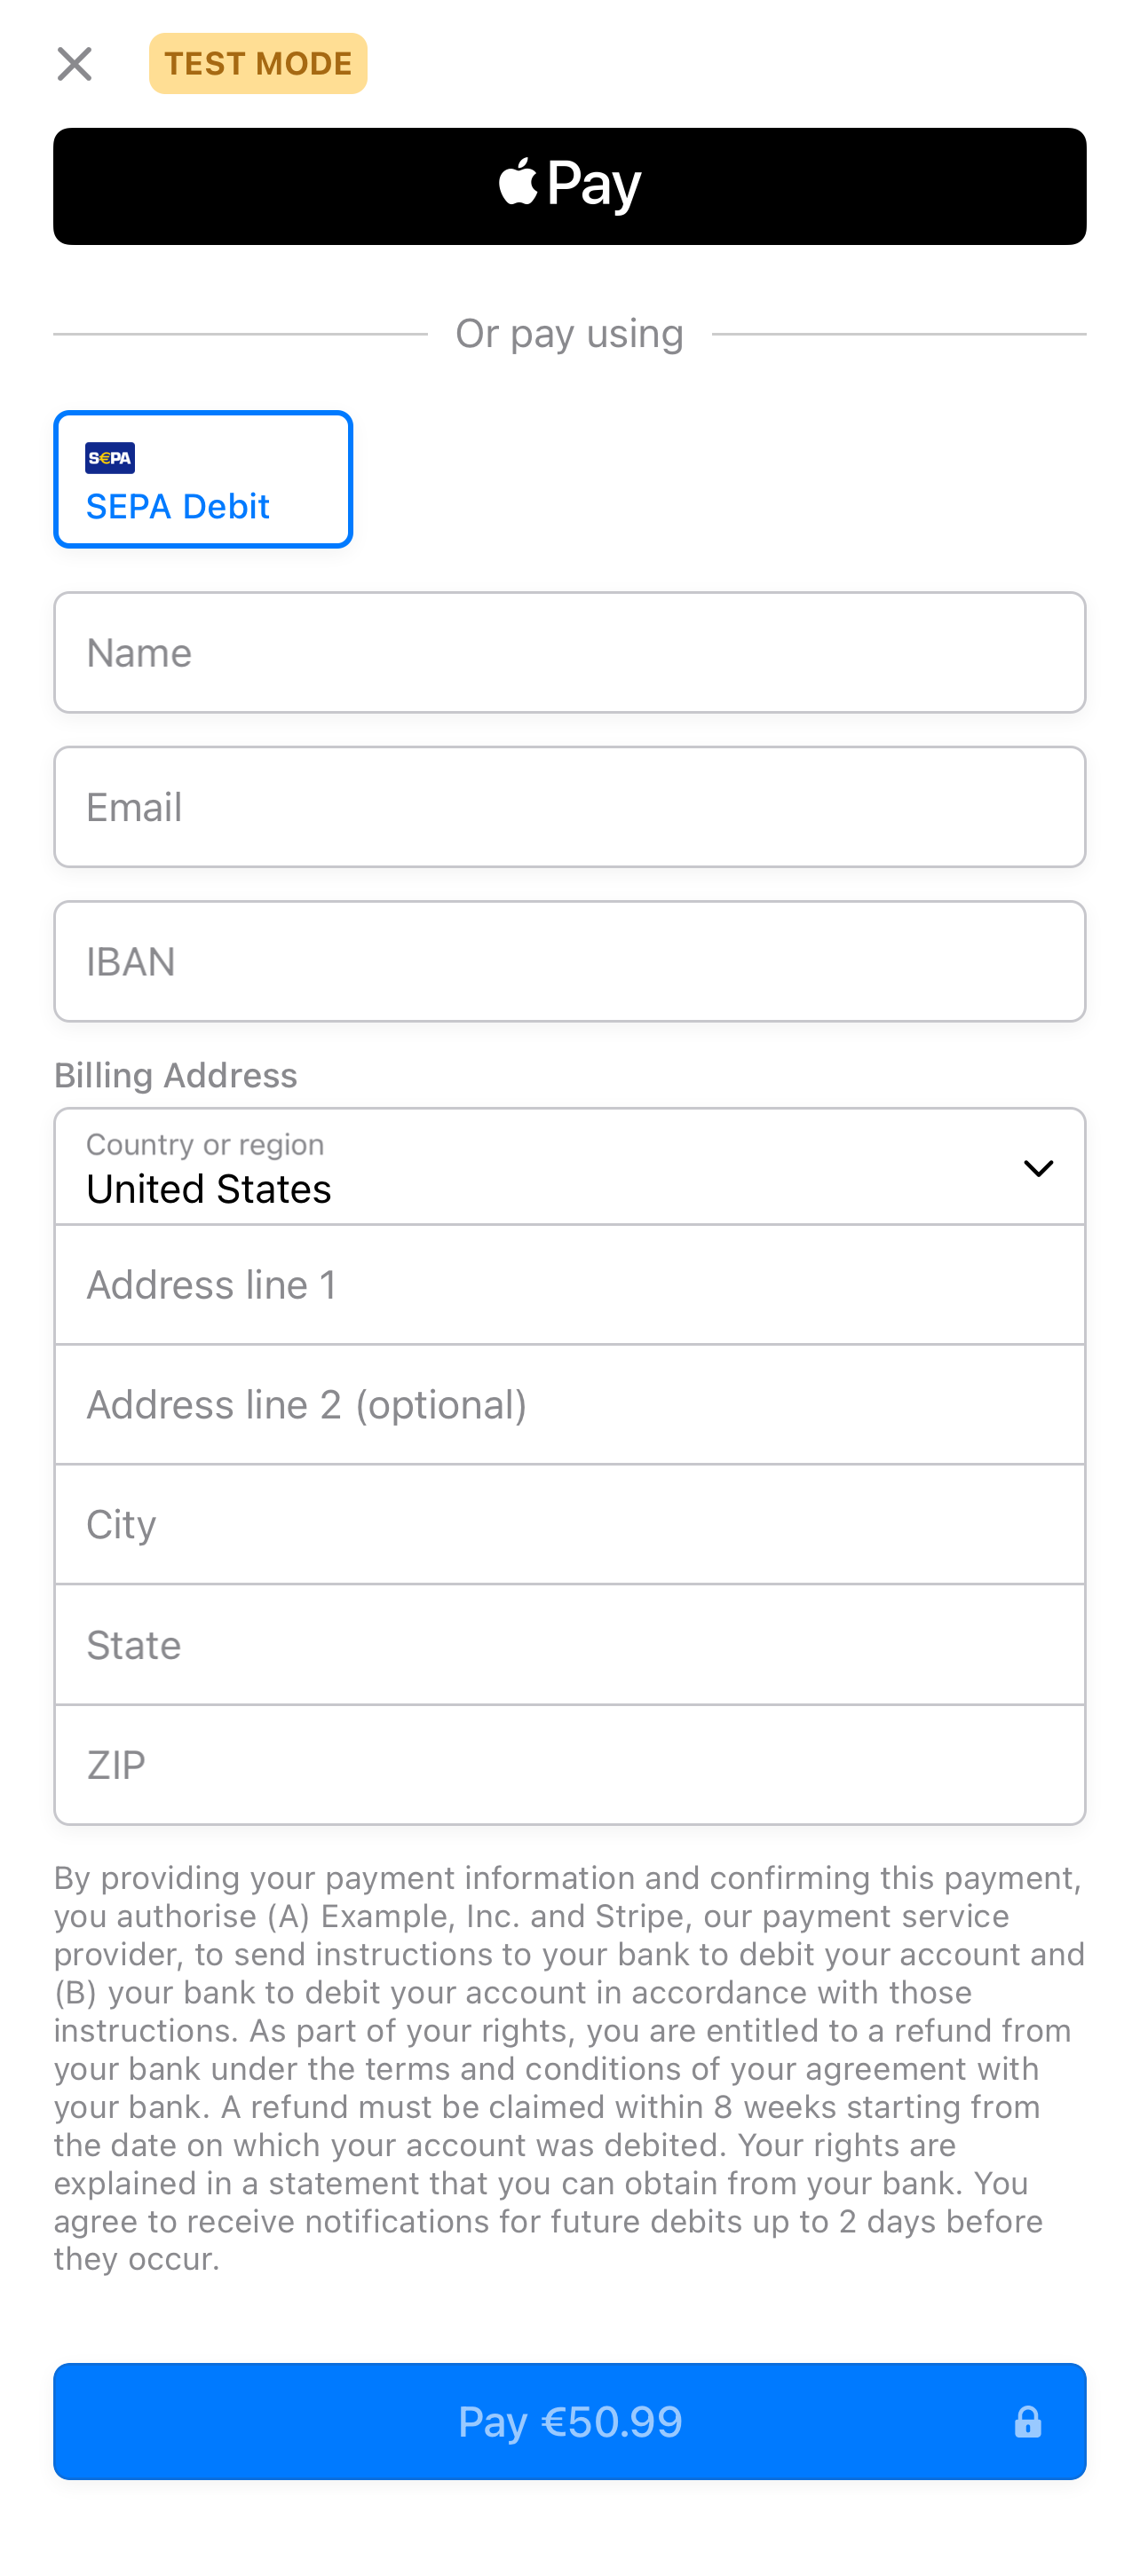 TEST MODE
Pay
Or pay using
S€PA
SEPA Debit
Name
Email
IBAN
Billing Address
Country or region
United States
Address line 1
Address line 2 (optional)
City
State
ZIP
By providing your payment information and confirming this payment,
you authorise (A) Example, Inc. and Stripe, our payment service
provider, to send instructions to your bank to debit your account and
(B) your bank to debit your account in accordance with those
instructions. As part of your rights, you are entitled to a refund from
your bank under the terms and conditions of your agreement with
your bank. A refund must be claimed within 8 weeks starting from
the date on which your account was debited. Your rights are
explained in a statement that you can obtain from your bank. You
agree to receive notifications for future debits up to 2 days before
they occur.
Pay €50.99